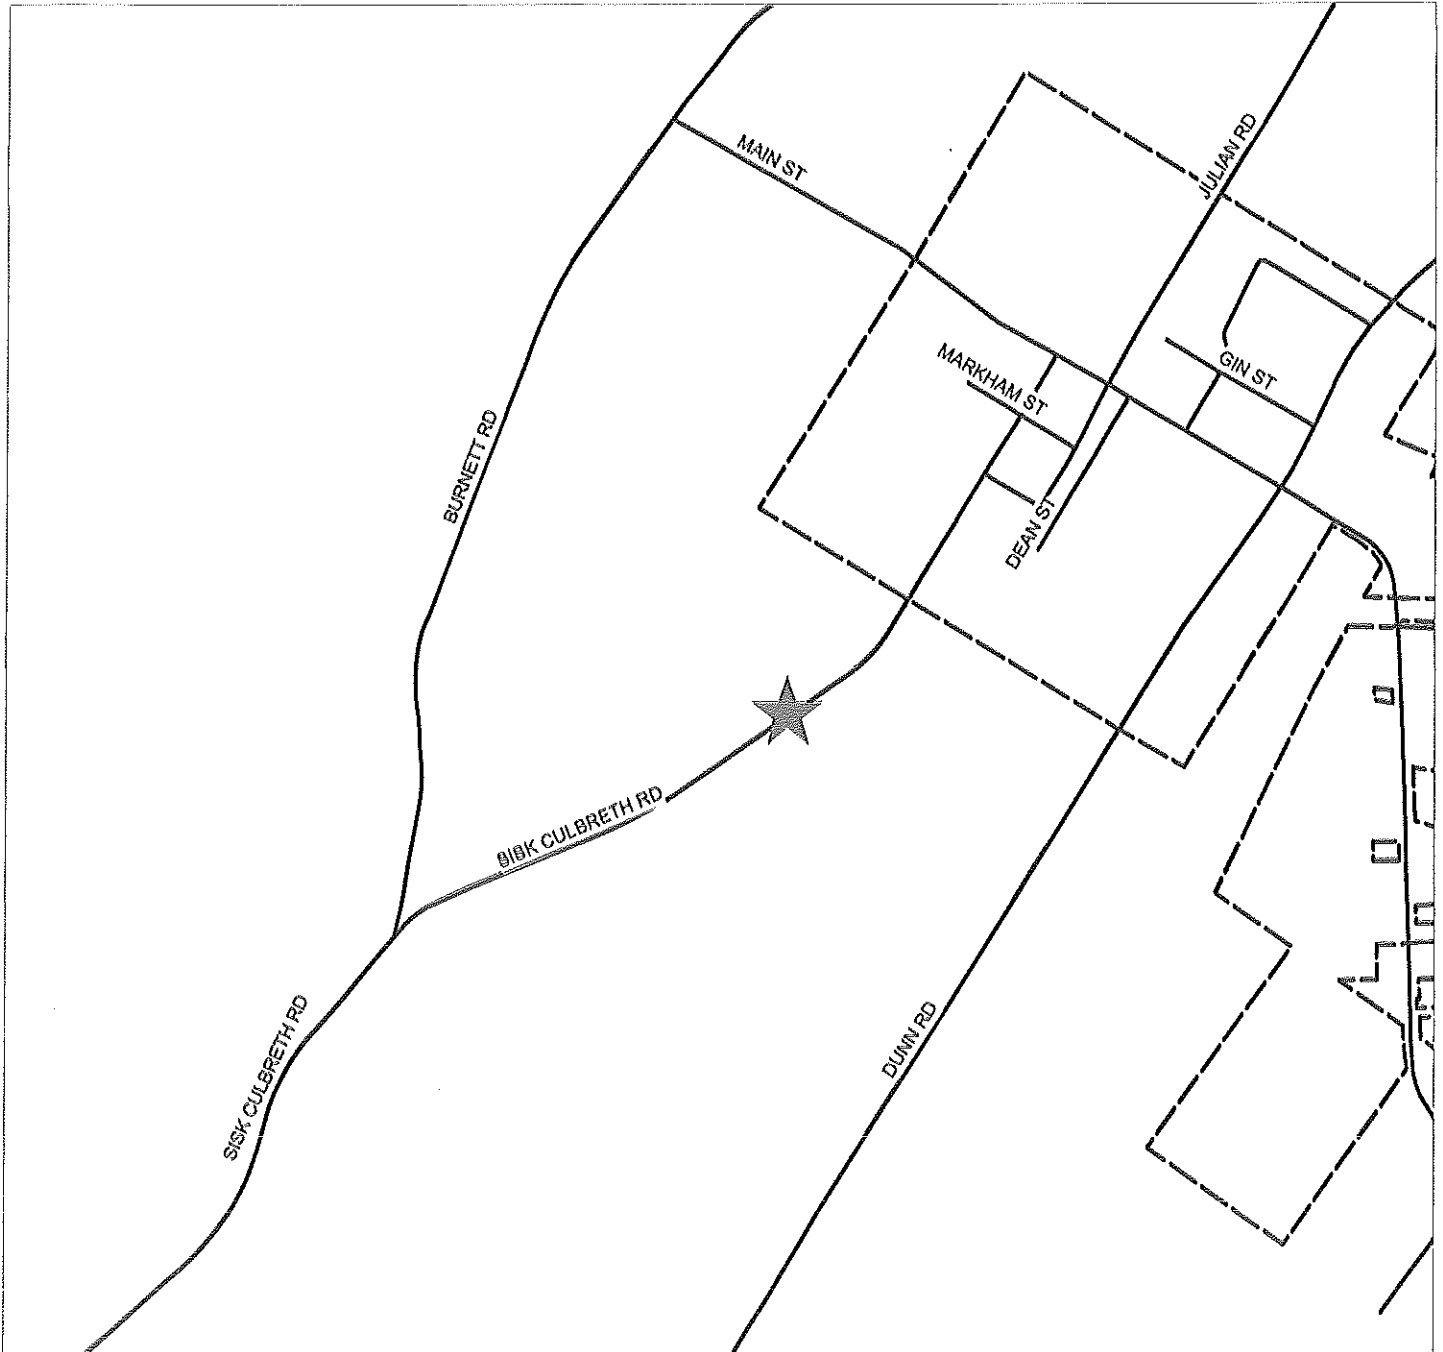 JULIAN RD
MAIN ST
MARKHAM ST
GIN ST
BURNETT RD
DEAN ST
SISK CULBRETH RD
DUNN RD
SISK CULBRETH RD